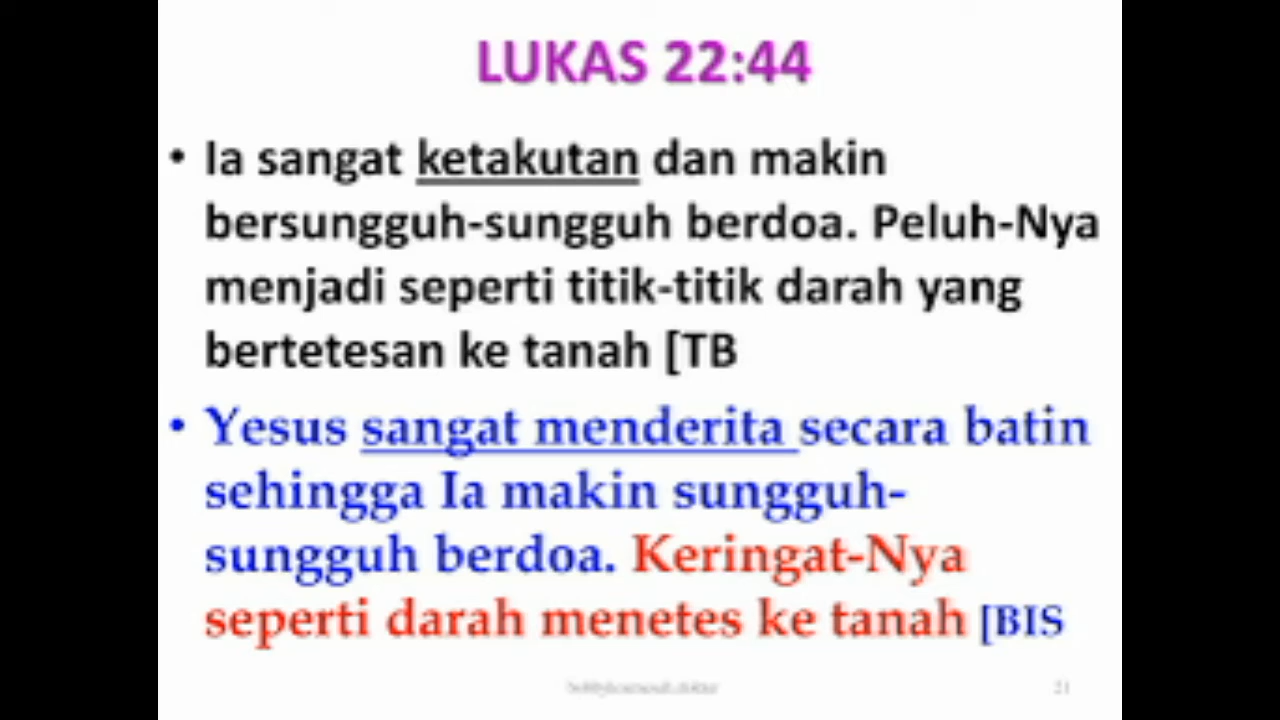 LUKAS 22:44
• Ia sangat ketakutan dan makin
bersungguh-sungguh berdoa. Peluh-Nya
menjadi seperti titik-titik darah yang
bertetesan ke tanah [TB
• Yesus sangat menderita secara batin
sehingga Ia makin sungguh-
sungguh berdoa. Keringat-Nya
seperti darah menetes ke tanah [BIS
21